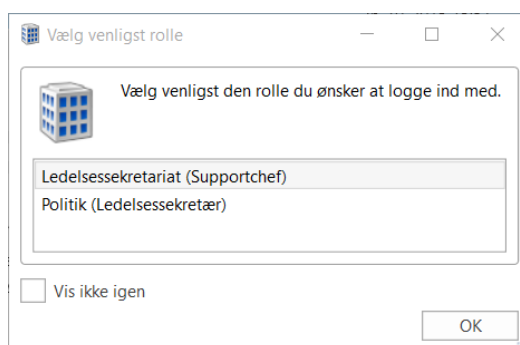 Vælg venligst rolle
Vælg venligst den rolle du ønsker at logge ind med.
Ledelsessekretariat (Supportchef)
Politik (Ledelsessekretær)
Vis ikke igen
OK